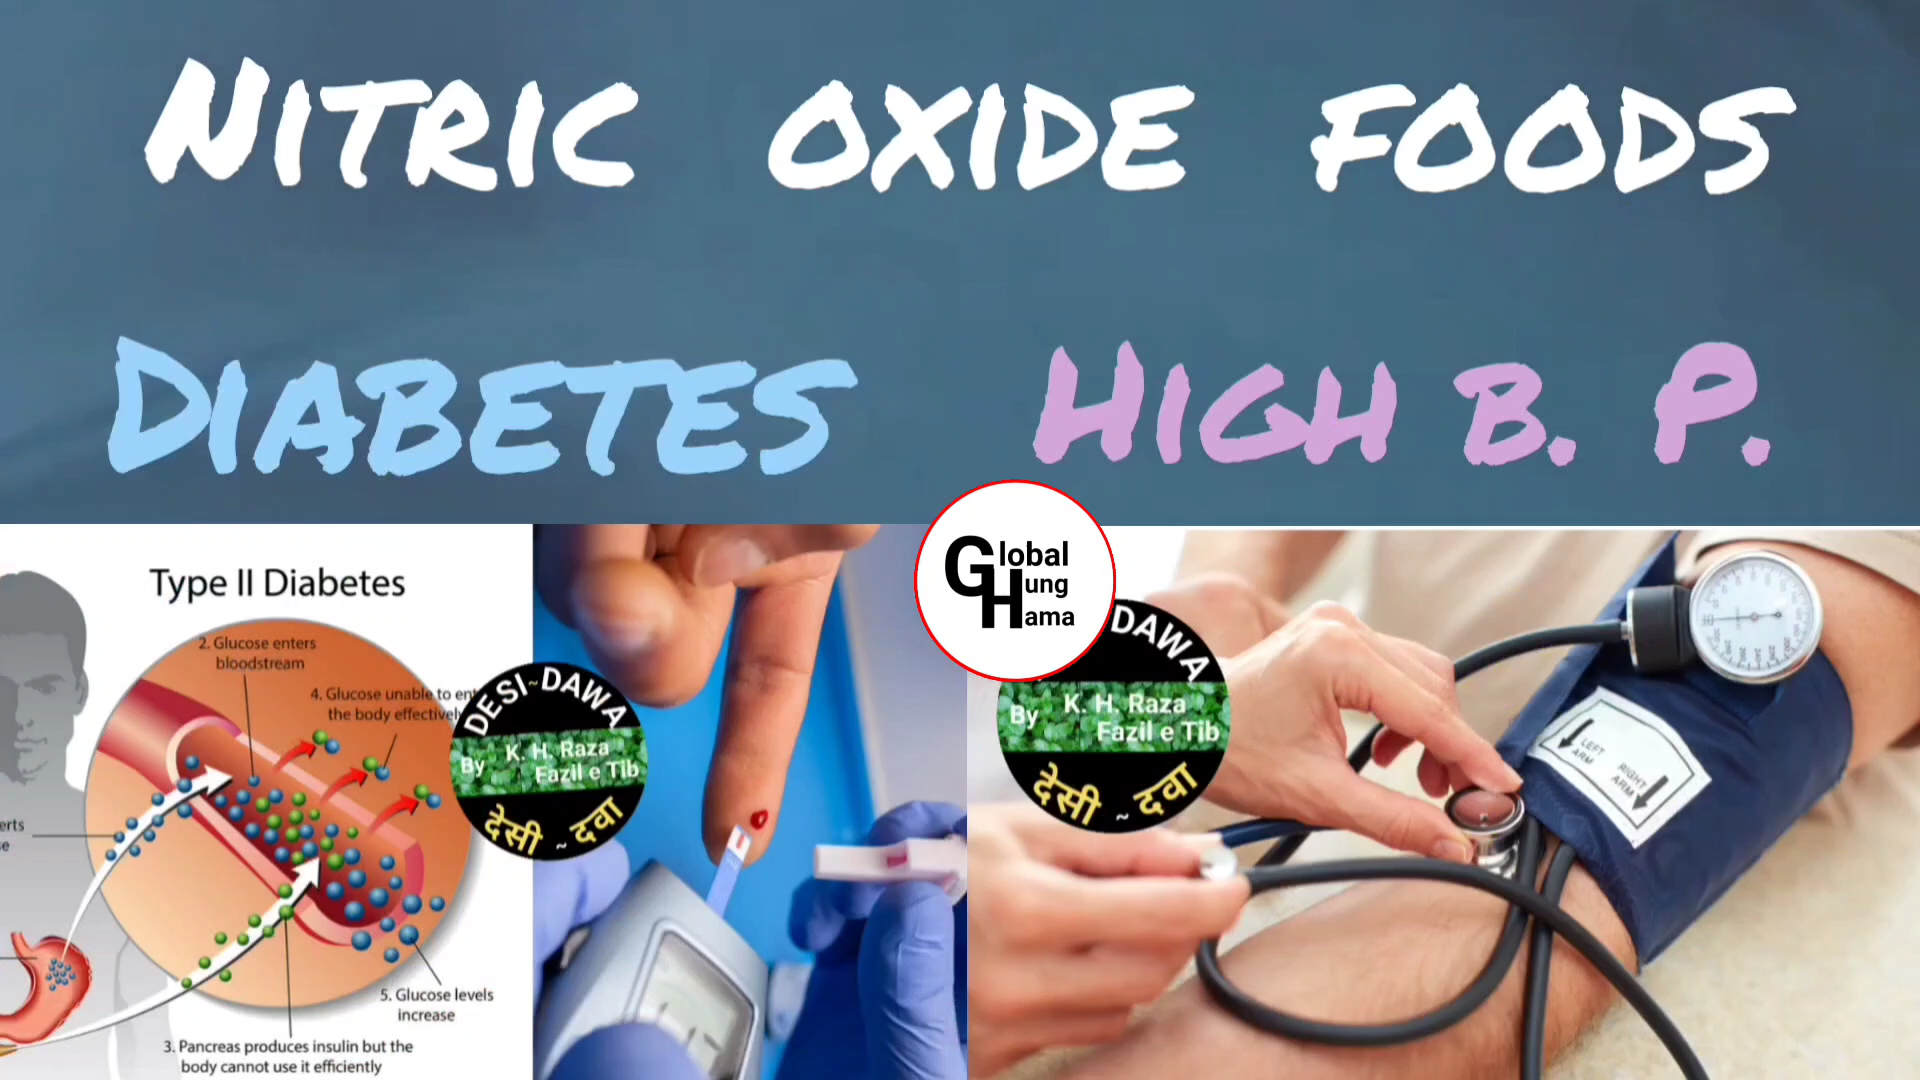 NITRIC OXIDE FOODS
DIABETES HIGH B. P.
Global
Hung
Hama
Type II Diabetes
2. Glucose enters
bloodstream
4. Glucose unable to ent
the body effectively
erts
e
5. Glucose levels
increase
3. Pancreas produces insulin but the
body cannot use it efficiently
DESI~DAWA
By K. H. Raza
Fazil e Tib
देसी ~ दवा
DAWA
By K. H. Raza
Fazil e Tib
देसी ~ दवा
LEFT
ARM
RIGHT
ARM